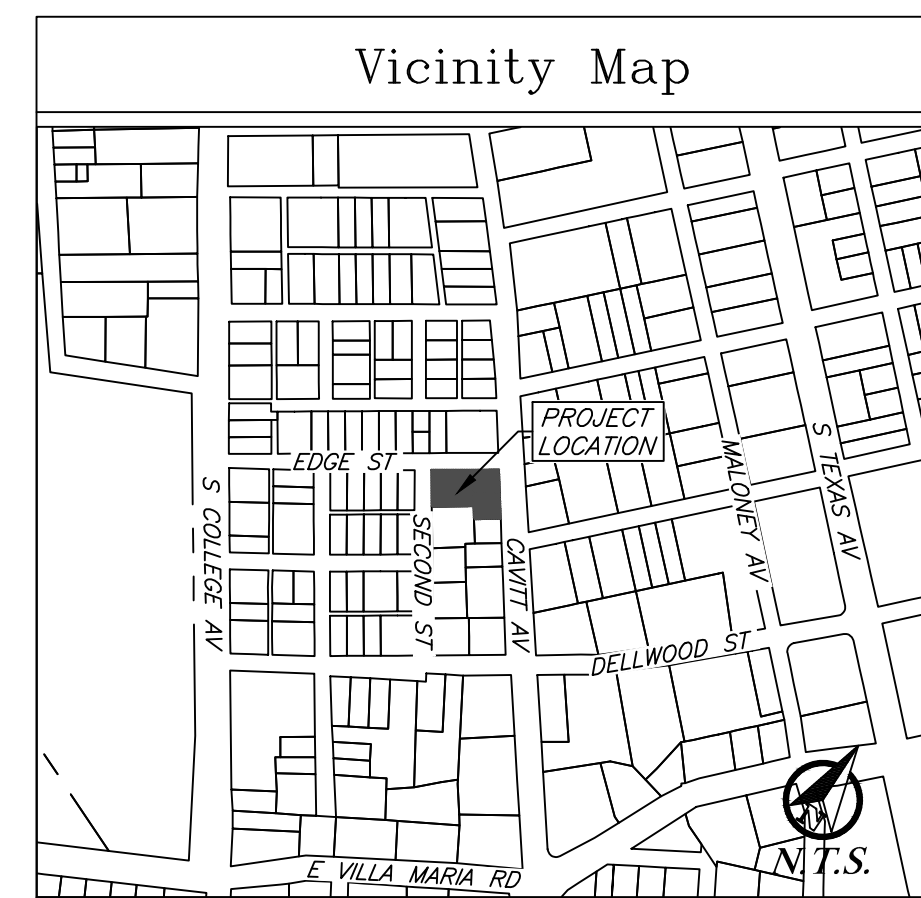 Vicinity Map
PROJECT
LOCATION
EDGE ST
S COLLEGE AV
SECOND ST
CAVITT AV
MALONEY AV
S TEXAS AV
DELLWOOD ST
E VILLA MARIA RD
N
N.T.S.